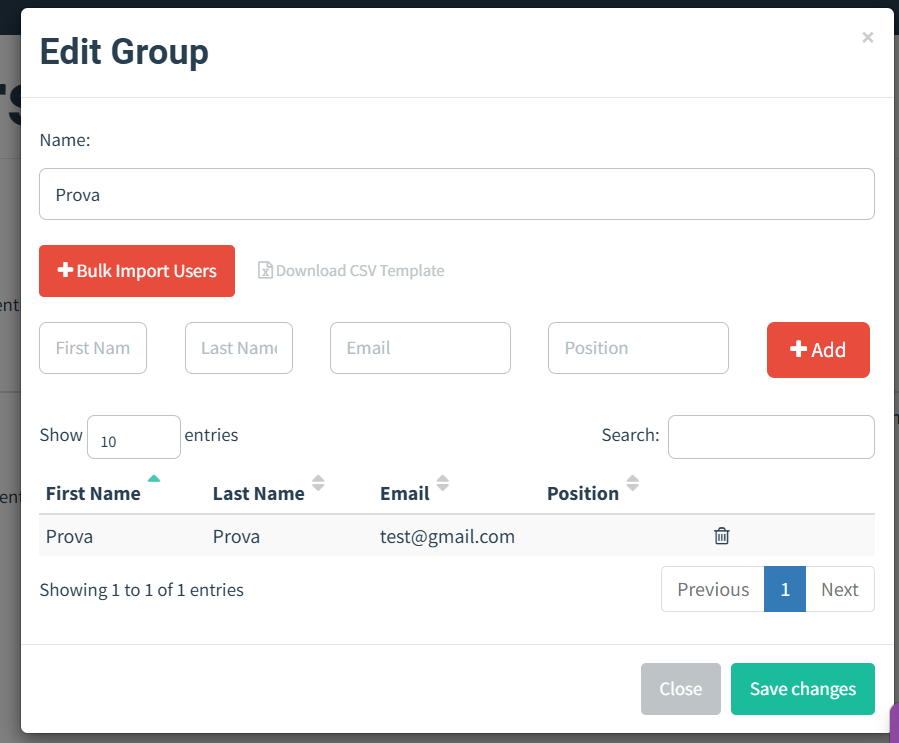 Edit Group
×
Name:
Prova
Bulk Import Users
Download CSV Template
First Nam
Last Name
Email
Position
Add
Show 10 entries
Search:
First Name Last Name Email Position
Prova Prova test@gmail.com
Showing 1 to 1 of 1 entries
Previous 1 Next
Close Save changes